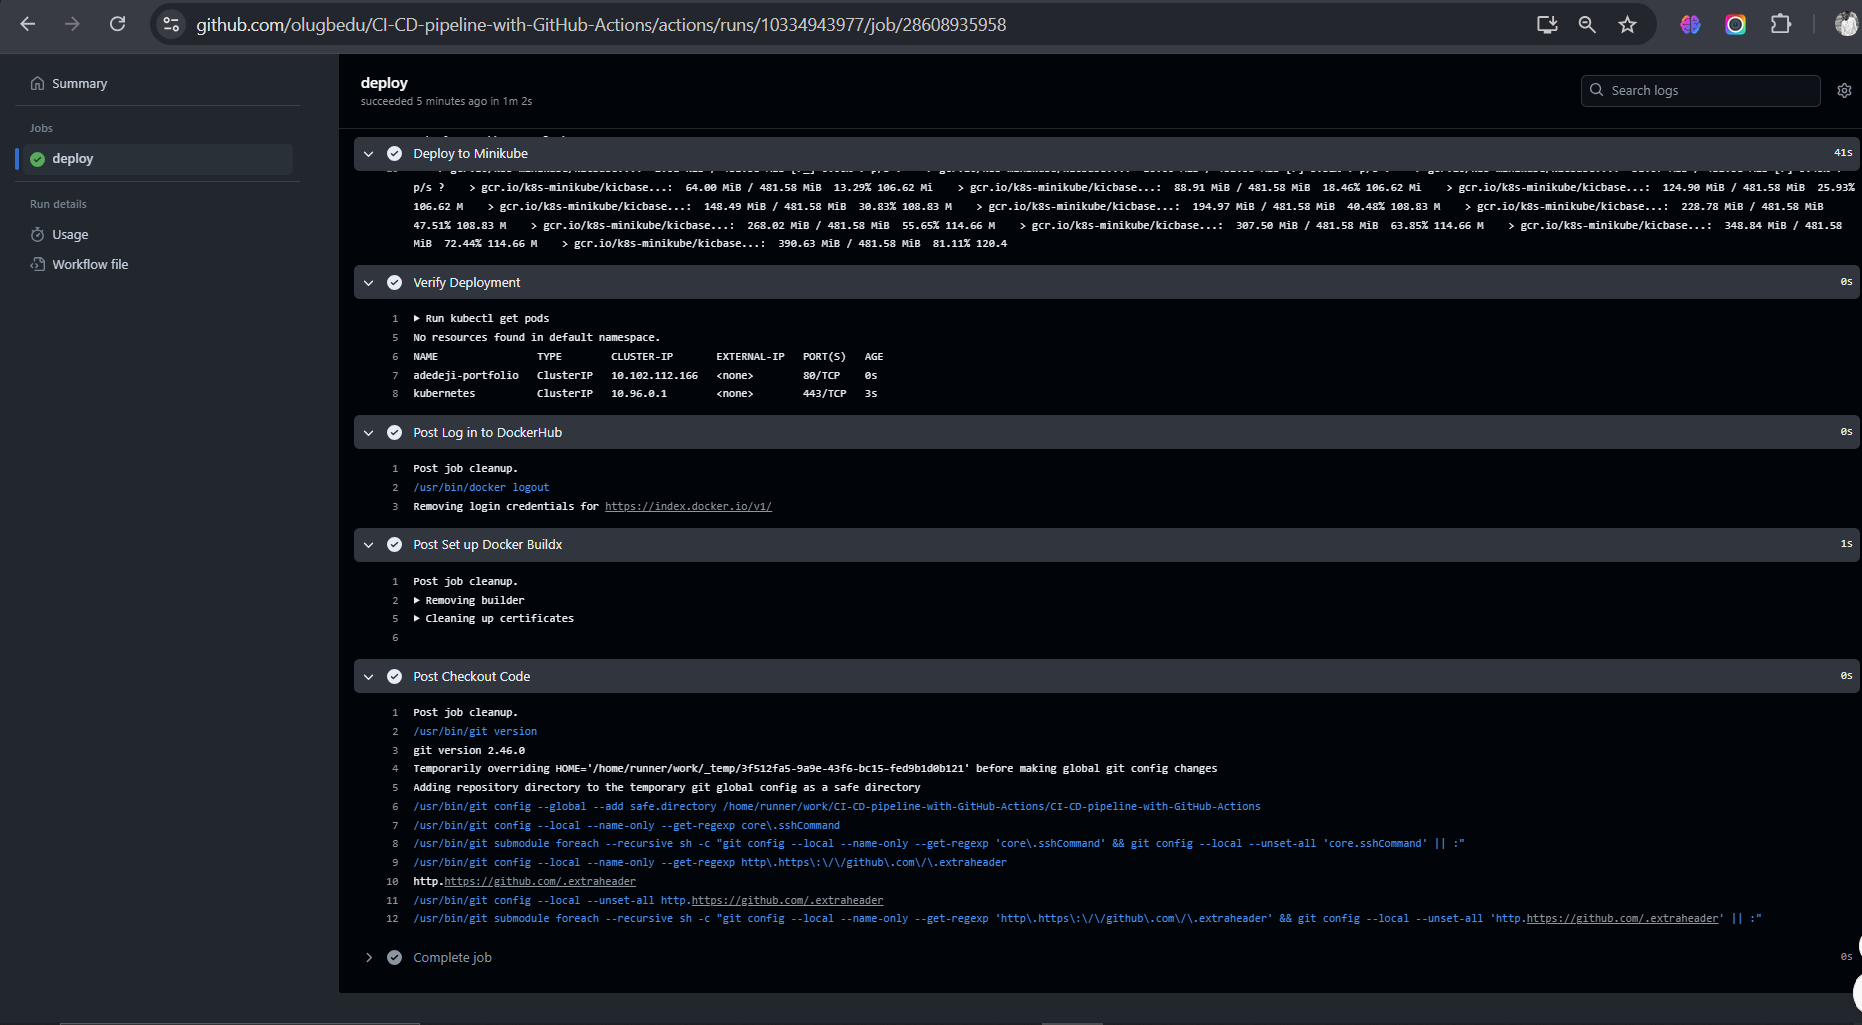 github.com/olugbedu/CI-CD-pipeline-with-GitHub-Actions/actions/runs/10334943977/job/28608935958
Summary
Jobs
deploy
Run details
Usage
Workflow file
deploy
succeeded 5 minutes ago in 1m 2s
Search logs
Deploy to Minikube 41s
p/s ? > gcr.io/k8s-minikube/kicbase...: 64.00 MiB / 481.58 MiB 13.29% 106.62 Mi > gcr.io/k8s-minikube/kicbase...: 88.91 MiB / 481.58 MiB 18.46% 106.62 Mi > gcr.io/k8s-minikube/kicbase...: 124.90 MiB / 481.58 MiB 25.93%
106.62 M > gcr.io/k8s-minikube/kicbase...: 148.49 MiB / 481.58 MiB 30.83% 108.83 M > gcr.io/k8s-minikube/kicbase...: 194.97 MiB / 481.58 MiB 40.48% 108.83 M > gcr.io/k8s-minikube/kicbase...: 228.78 MiB / 481.58 MiB
47.51% 108.83 M > gcr.io/k8s-minikube/kicbase...: 268.02 MiB / 481.58 MiB 55.65% 114.66 M > gcr.io/k8s-minikube/kicbase...: 307.50 MiB / 481.58 MiB 63.85% 114.66 M > gcr.io/k8s-minikube/kicbase...: 348.84 MiB / 481.58
MiB 72.44% 114.66 M > gcr.io/k8s-minikube/kicbase...: 390.63 MiB / 481.58 MiB 81.11% 120.4
Verify Deployment 0s
1 ▶ Run kubectl get pods
5 No resources found in default namespace.
6 NAME TYPE CLUSTER-IP EXTERNAL-IP PORT(S) AGE
7 adedeji-portfolio ClusterIP 10.102.112.166 <none> 80/TCP 0s
8 kubernetes ClusterIP 10.96.0.1 <none> 443/TCP 3s
Post Log in to DockerHub 0s
1 Post job cleanup.
2 /usr/bin/docker logout
3 Removing login credentials for https://index.docker.io/v1/
Post Set up Docker Buildx 1s
1 Post job cleanup.
2 ▶ Removing builder
5 ▶ Cleaning up certificates
6
Post Checkout Code 0s
1 Post job cleanup.
2 /usr/bin/git version
3 git version 2.46.0
4 Temporarily overriding HOME='/home/runner/work/_temp/3f512fa5-9a9e-43f6-bc15-fed9b1d0b121' before making global git config changes
5 Adding repository directory to the temporary git global config as a safe directory
6 /usr/bin/git config --global --add safe.directory /home/runner/work/CI-CD-pipeline-with-GitHub-Actions/CI-CD-pipeline-with-GitHub-Actions
7 /usr/bin/git config --local --name-only --get-regexp core\.sshCommand
8 /usr/bin/git submodule foreach --recursive sh -c "git config --local --name-only --get-regexp 'core\.sshCommand' && git config --local --unset-all 'core.sshCommand' || :"
9 /usr/bin/git config --local --name-only --get-regexp http\.https\:\/\/github\.com\/\.extraheader
10 http.https://github.com/.extraheader
11 /usr/bin/git config --local --unset-all http.https://github.com/.extraheader
12 /usr/bin/git submodule foreach --recursive sh -c "git config --local --name-only --get-regexp 'http\.https\:\/\/github\.com\/\.extraheader' && git config --local --unset-all 'http.https://github.com/.extraheader' || :"
Complete job 0s